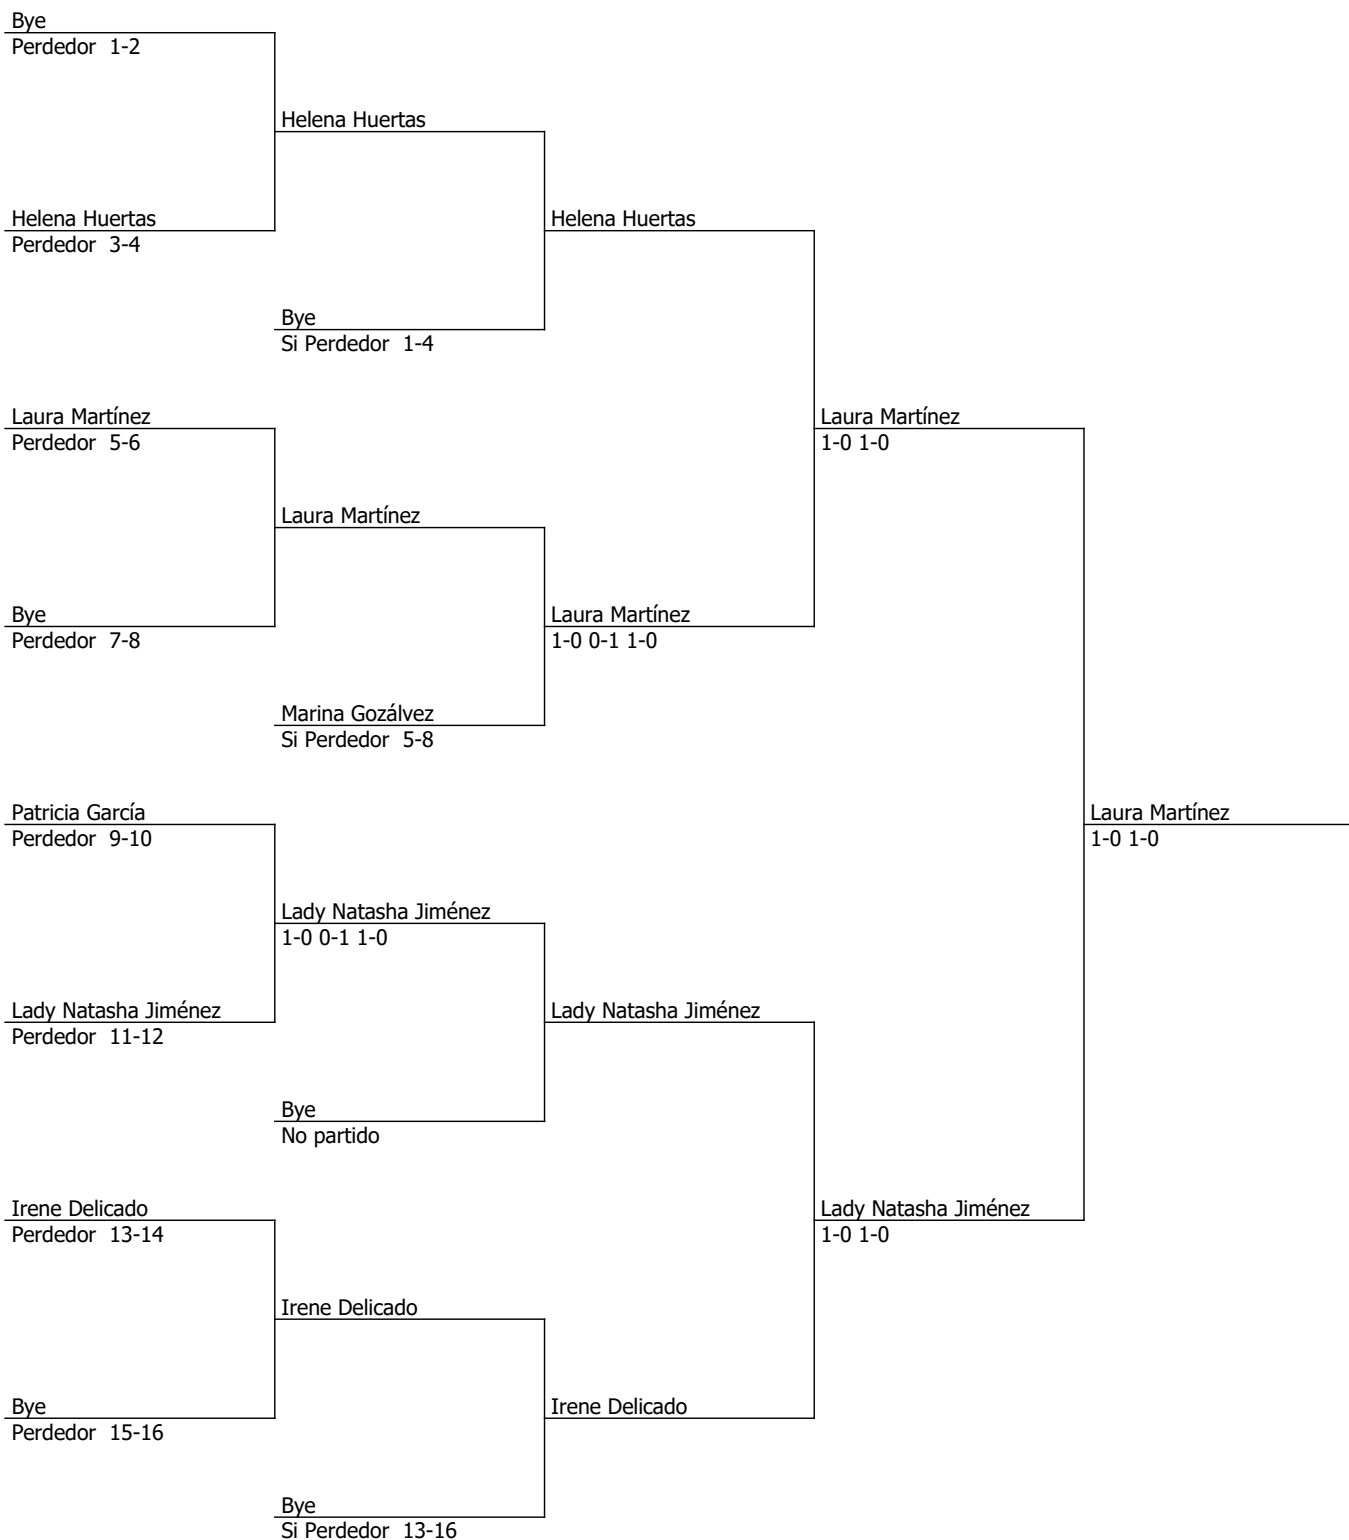 Bye
Perdedor 1-2
Helena Huertas
Helena Huertas
Perdedor 3-4
Helena Huertas
Bye
Si Perdedor 1-4
Laura Martínez
Perdedor 5-6
Laura Martínez
1-0 1-0
Laura Martínez
Bye
Perdedor 7-8
Laura Martínez
1-0 0-1 1-0
Marina Gozálvez
Si Perdedor 5-8
Patricia García
Perdedor 9-10
Laura Martínez
1-0 1-0
Lady Natasha Jiménez
1-0 0-1 1-0
Lady Natasha Jiménez
Perdedor 11-12
Lady Natasha Jiménez
Bye
No partido
Irene Delicado
Perdedor 13-14
Lady Natasha Jiménez
1-0 1-0
Irene Delicado
Bye
Perdedor 15-16
Irene Delicado
Bye
Si Perdedor 13-16